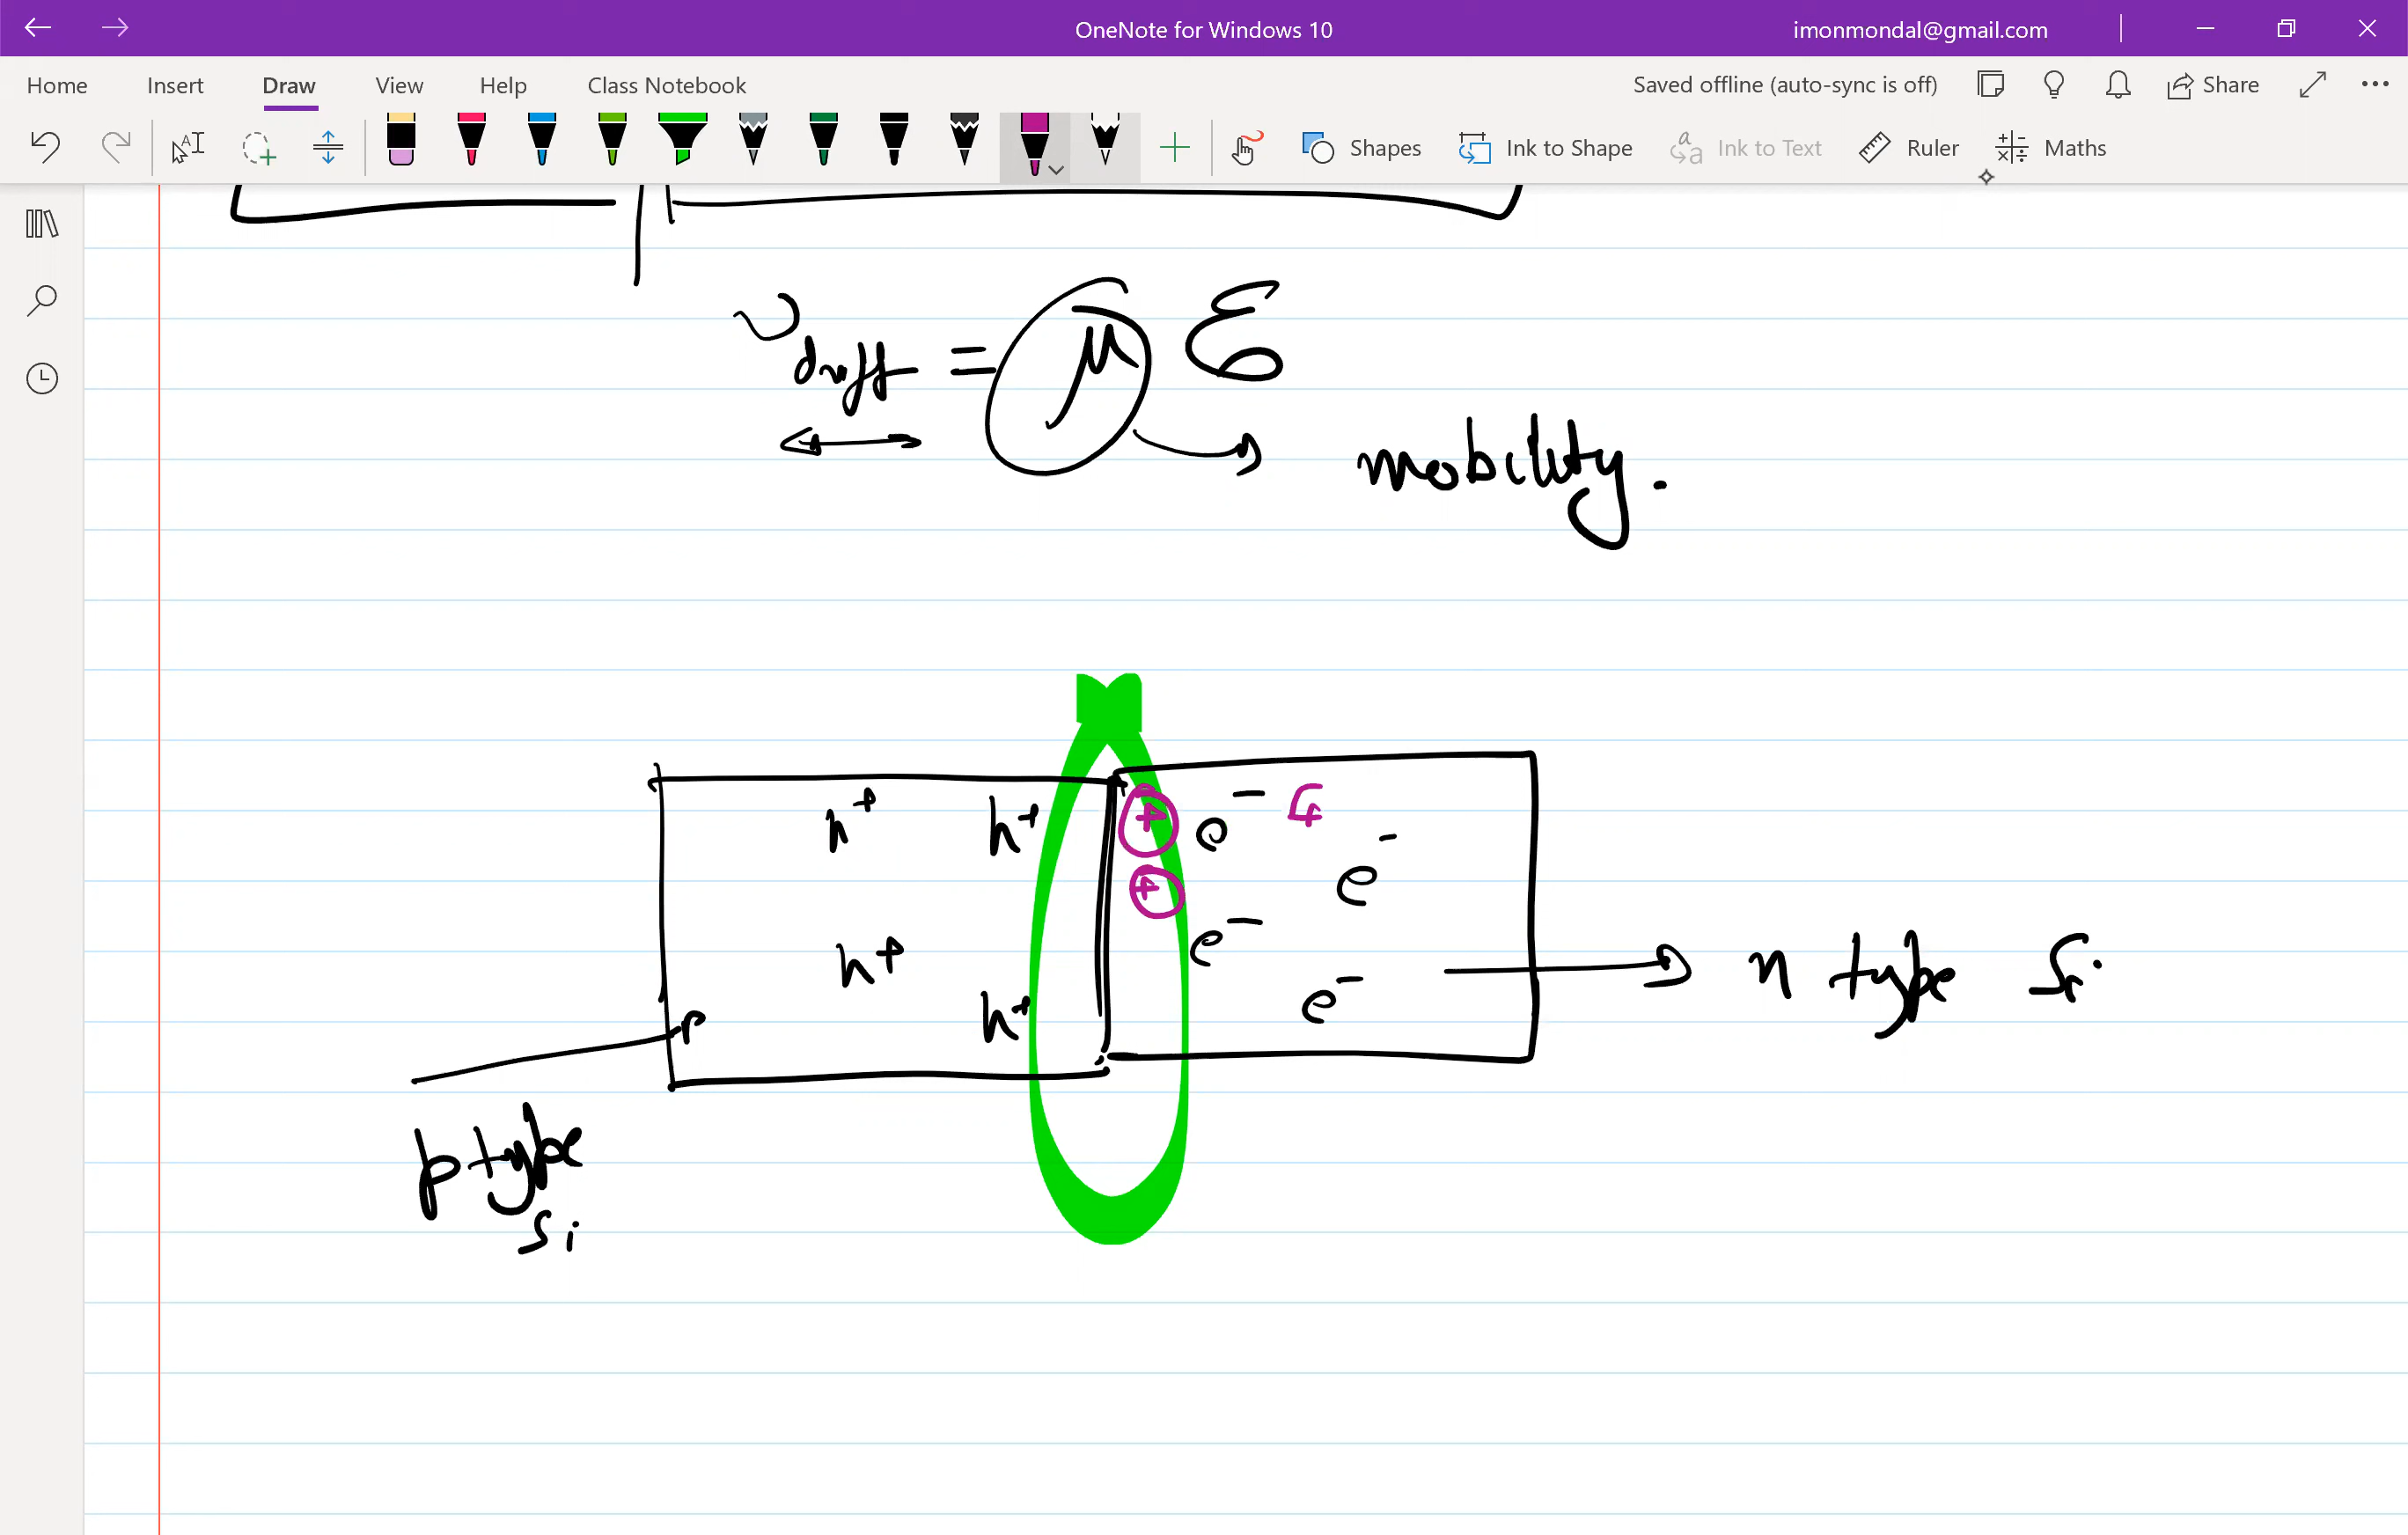 OneNote for Windows 10
imonmondal@gmail.com
Home Insert Draw View Help Class Notebook
Saved offline (auto-sync is off) Share
Shapes Ink to Shape Ink to Text Ruler Maths
v drift = μ ℰ
mobility.
h+ h+ + e- +
+ e-
h+ e-
h+ e-
n type Si
p type
Si